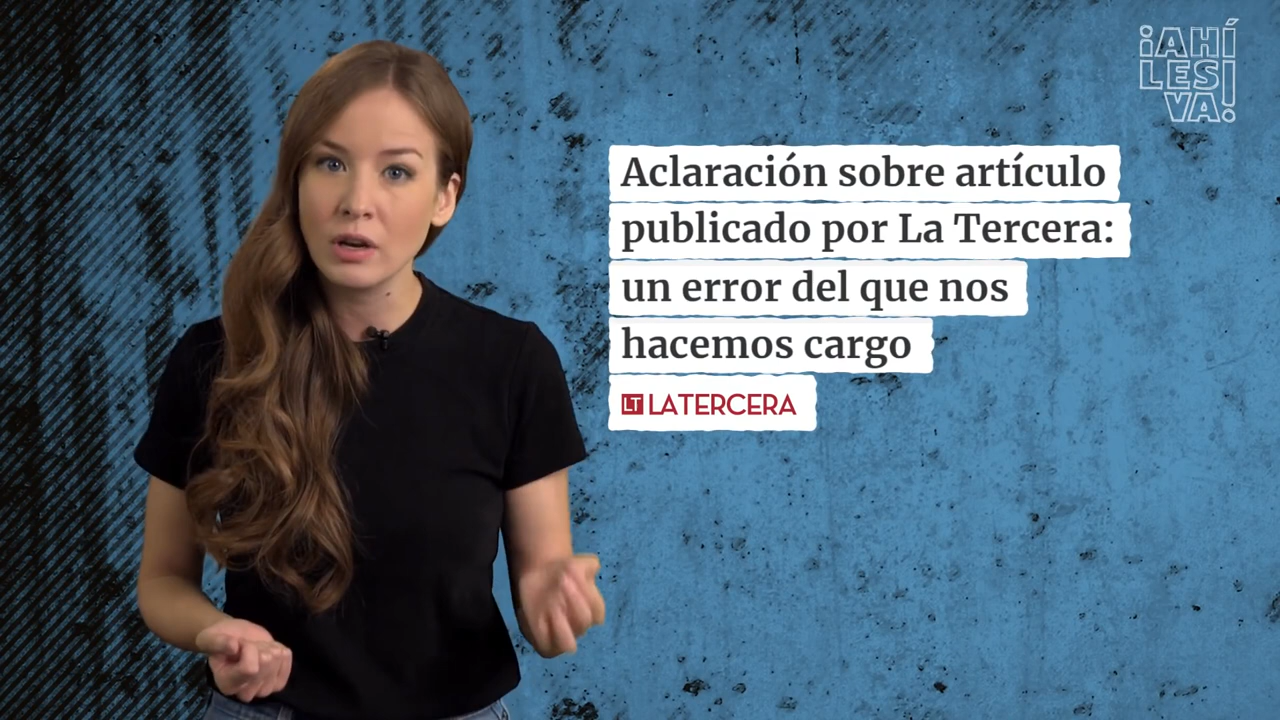 ¡AHÍ
LES
VA!
Aclaración sobre artículo
publicado por La Tercera:
un error del que nos
hacemos cargo
LT LATERCERA